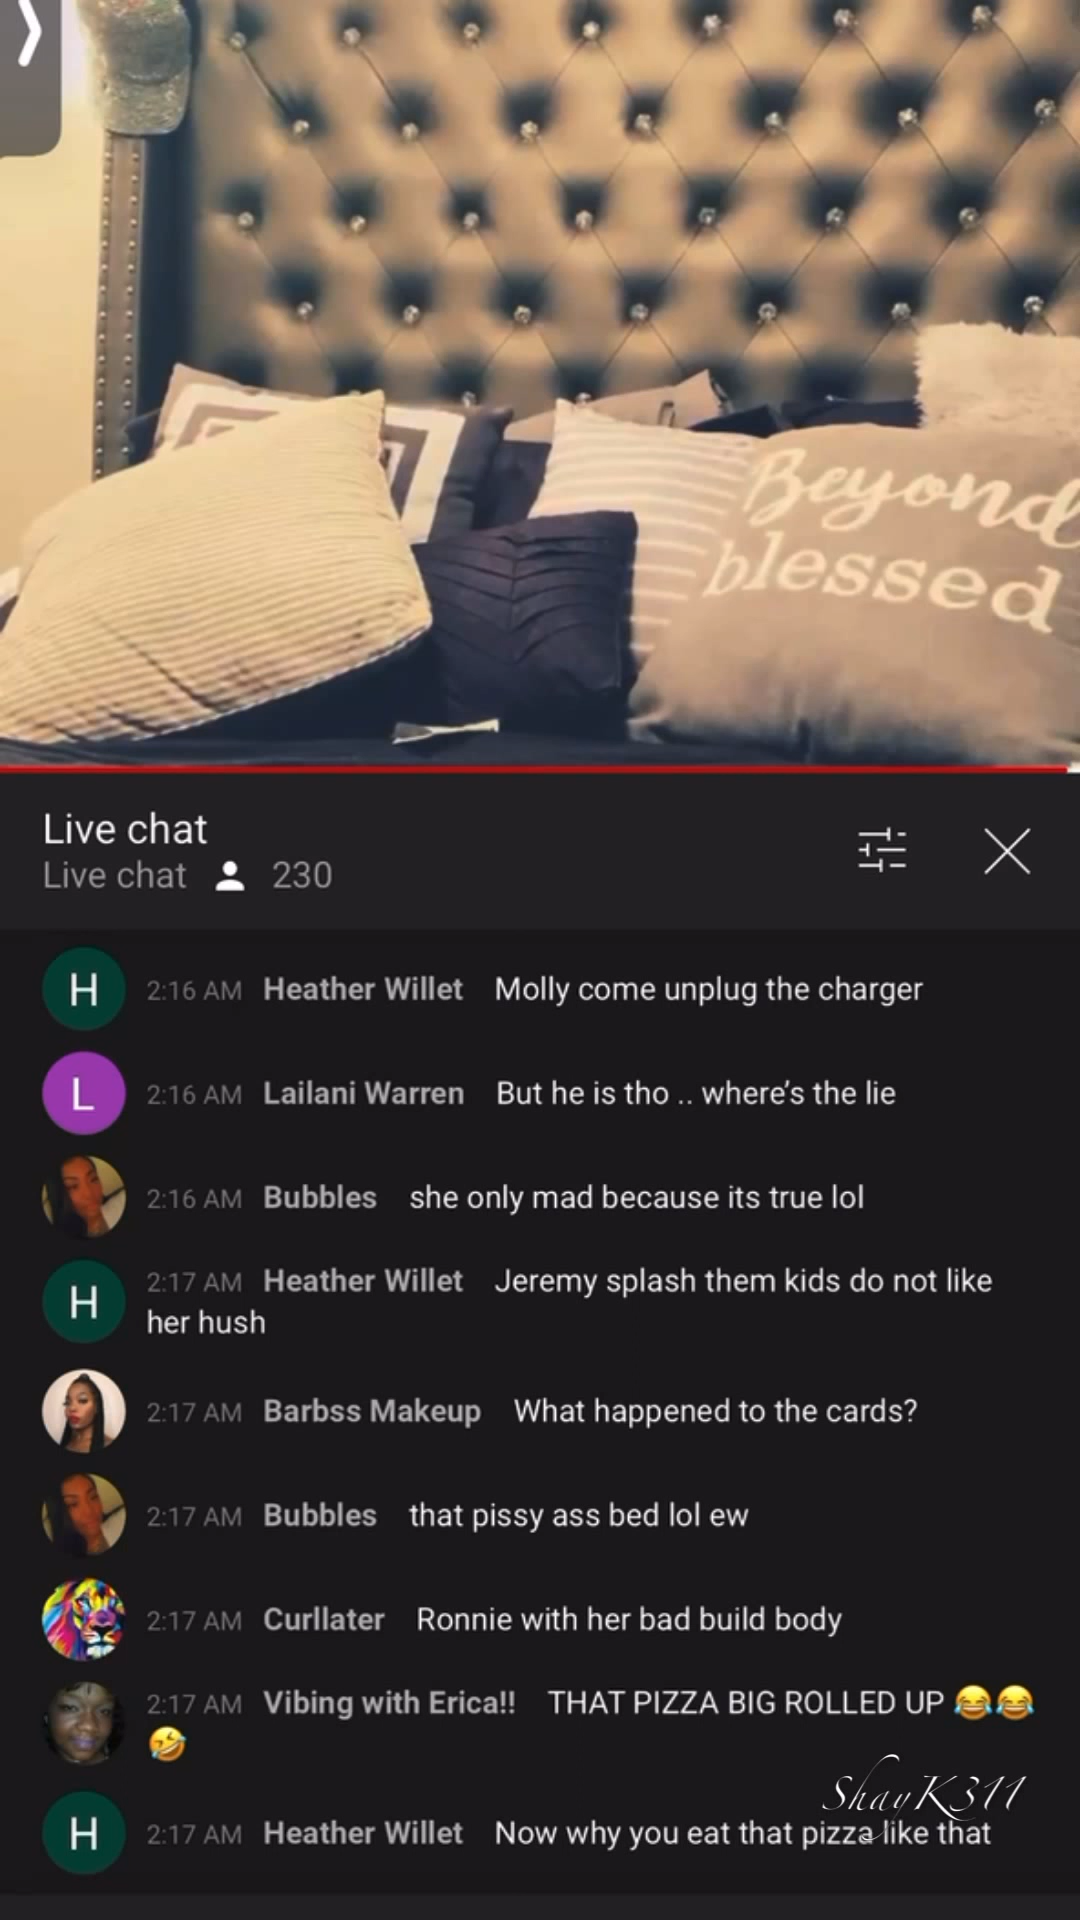 Beyond
blessed
Live chat
Live chat 230
H 2:16 AM Heather Willet Molly come unplug the charger
L 2:16 AM Lailani Warren But he is tho .. where’s the lie
2:16 AM Bubbles she only mad because its true lol
H 2:17 AM Heather Willet Jeremy splash them kids do not like
her hush
2:17 AM Barbss Makeup What happened to the cards?
2:17 AM Bubbles that pissy ass bed lol ew
2:17 AM Curllater Ronnie with her bad build body
2:17 AM Vibing with Erica!! THAT PIZZA BIG ROLLED UP 😂😂
🤣
ShayK311
H 2:17 AM Heather Willet Now why you eat that pizza like that